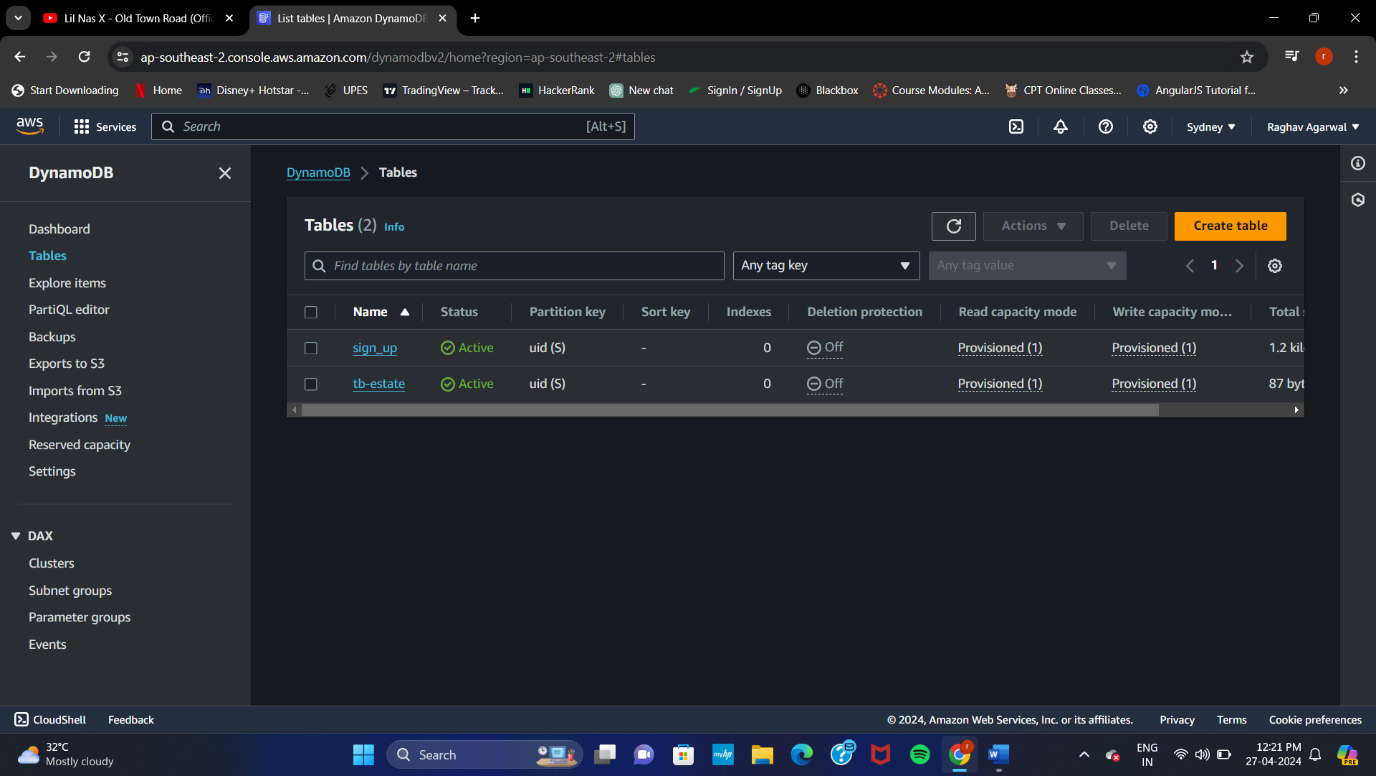 Lil Nas X - Old Town Road (Offic
List tables | Amazon DynamoDB
ap-southeast-2.console.aws.amazon.com/dynamodbv2/home?region=ap-southeast-2#tables
r
Start Downloading
Home
Disney+ Hotstar -...
UPES
TradingView – Track...
HackerRank
New chat
SignIn / SignUp
Blackbox
Course Modules: A...
CPT Online Classes...
AngularJS Tutorial f...
aws
Services
Search
[Alt+S]
Sydney
Raghav Agarwal
DynamoDB
Dashboard
Tables
Explore items
PartiQL editor
Backups
Exports to S3
Imports from S3
Integrations New
Reserved capacity
Settings
DAX
Clusters
Subnet groups
Parameter groups
Events
DynamoDB > Tables
Tables (2) Info
Actions
Delete
Create table
Find tables by table name
Any tag key
Any tag value
1
Name Status Partition key Sort key Indexes Deletion protection Read capacity mode Write capacity mo... Total s
sign_up Active uid (S) - 0 Off Provisioned (1) Provisioned (1) 1.2 kil
tb-estate Active uid (S) - 0 Off Provisioned (1) Provisioned (1) 87 byt
CloudShell Feedback
© 2024, Amazon Web Services, Inc. or its affiliates. Privacy Terms Cookie preferences
32°C
Mostly cloudy
Search
ENG
IN
12:21 PM
27-04-2024
PRE